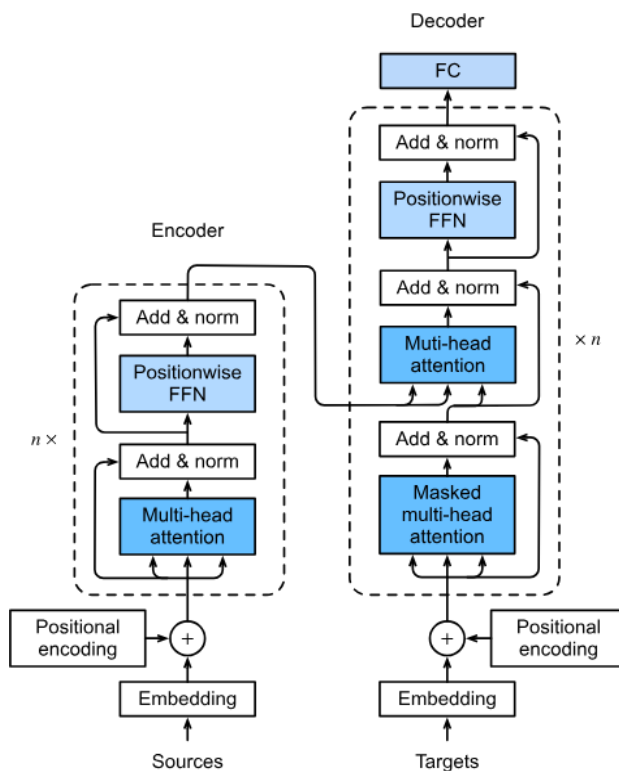 Decoder
FC
Add & norm
Positionwise
FFN
Add & norm
Muti-head
attention
× n
Add & norm
Masked
multi-head
attention
Positional
encoding
+
Embedding
Targets
Encoder
Add & norm
Positionwise
FFN
n ×
Add & norm
Multi-head
attention
Positional
encoding
+
Embedding
Sources